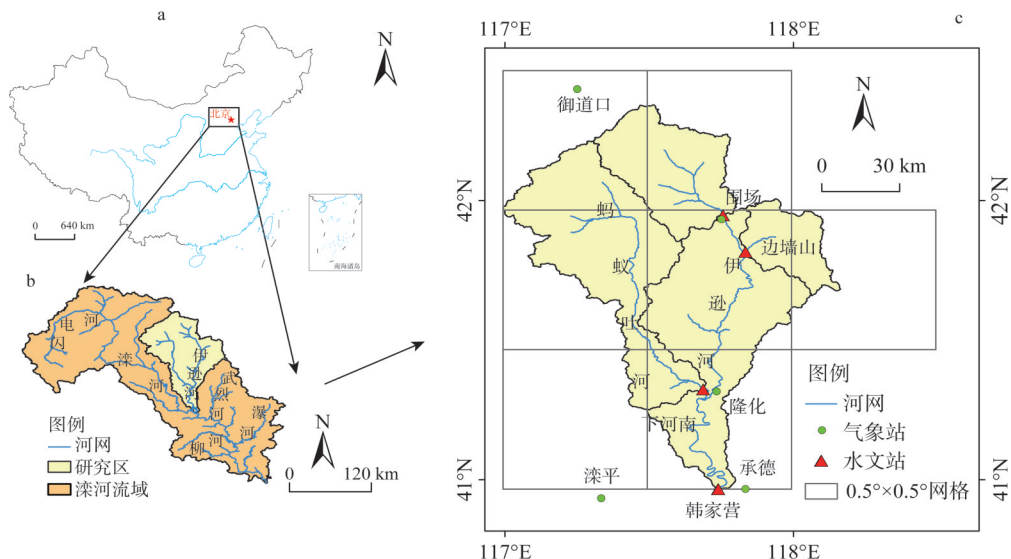 a
N
北京
0 640 km
南海诸岛
b
闪电河
滦河
伊逊河
武烈河
瀑河
柳河
图例
河网
研究区
滦河流域
N
0 120 km
c
117°E
118°E
42°N
41°N
42°N
41°N
117°E
118°E
N
0 30 km
御道口
围场
边墙山
蚂蚁吐河
伊逊河
隆化
下河南
滦平
承德
韩家营
图例
河网
气象站
水文站
0.5°×0.5°网格